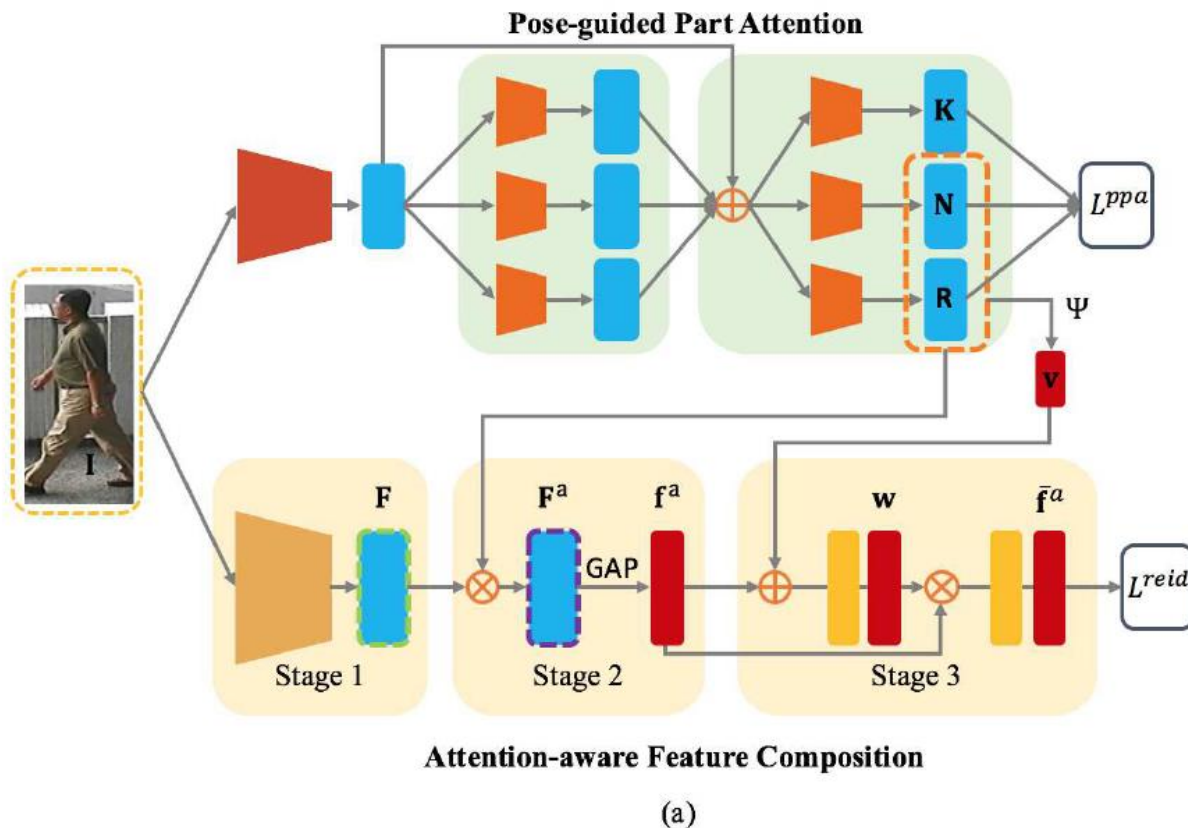 Pose-guided Part Attention
K
N
L^{ppa}
R
Ψ
v
I
F
F^a
f^a
w
f̄^a
GAP
L^{reid}
Stage 1
Stage 2
Stage 3
Attention-aware Feature Composition
(a)